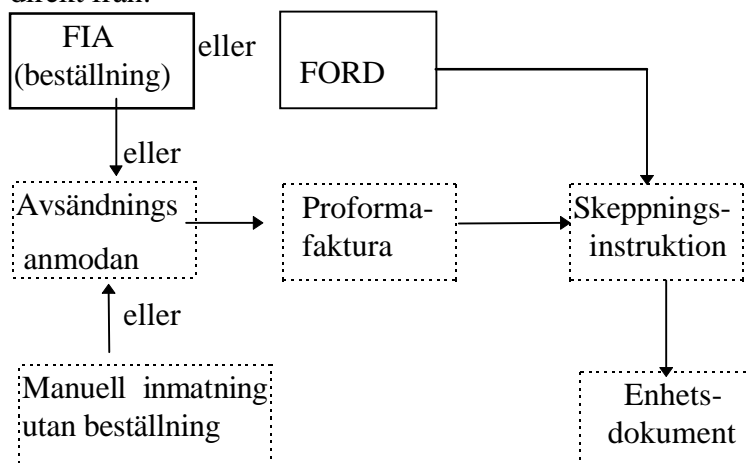 direkt från.
FIA
(beställning)
eller
FORD
eller
Avsändnings
anmodan
Proforma-
faktura
Skeppnings-
instruktion
eller
Manuell inmatning
utan beställning
Enhets-
dokument